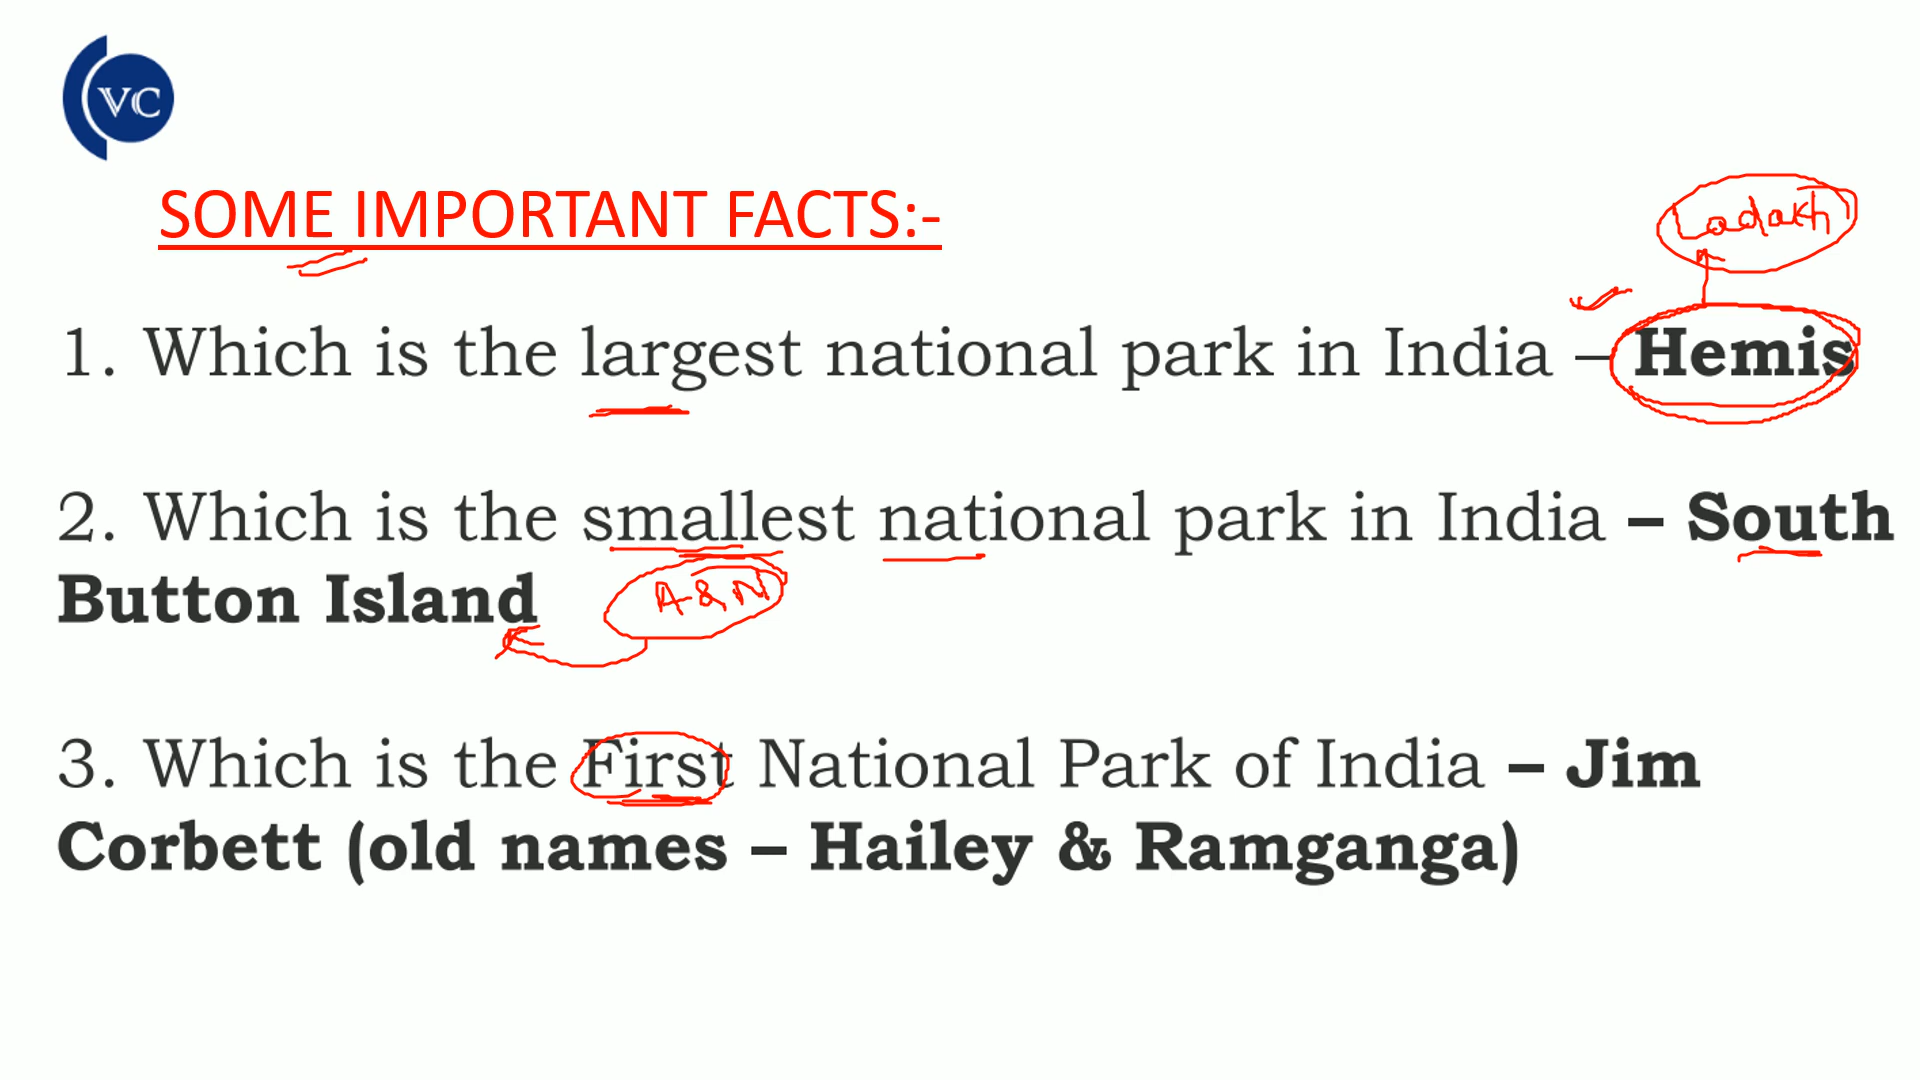 VC
SOME IMPORTANT FACTS:-
Ladakh
1. Which is the largest national park in India – Hemis
2. Which is the smallest national park in India – South
Button Island
A & N
3. Which is the First National Park of India – Jim
Corbett (old names – Hailey & Ramganga)